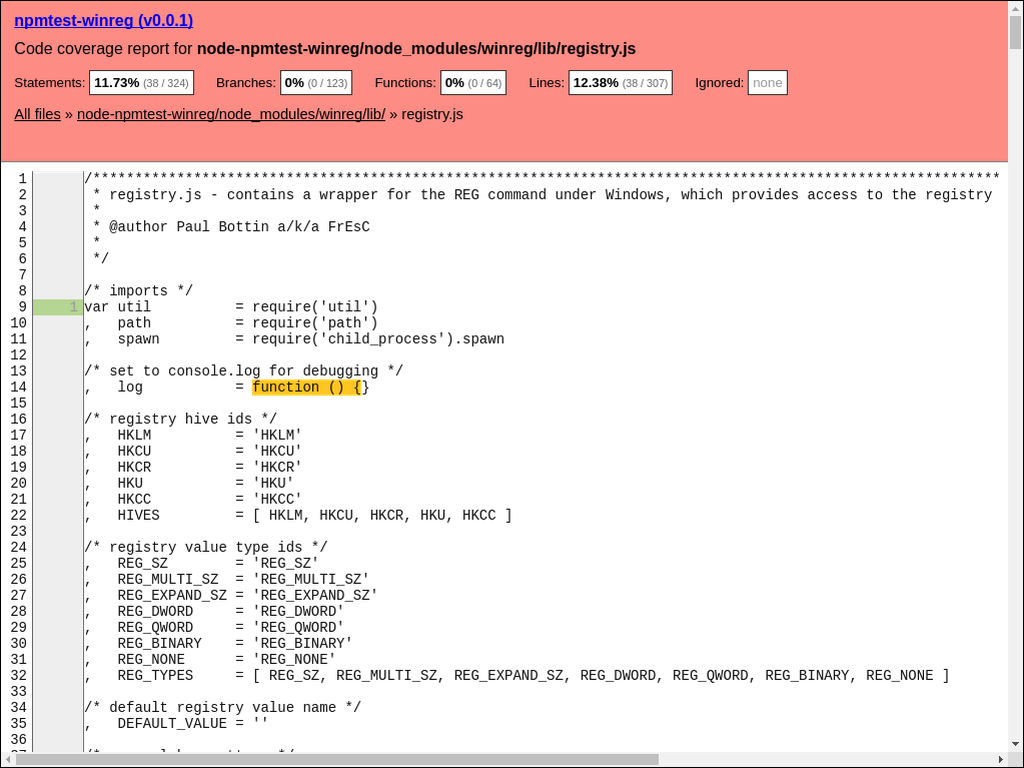 npmtest-winreg (v0.0.1)
Code coverage report for node-npmtest-winreg/node_modules/winreg/lib/registry.js
Statements: 11.73% (38 / 324) Branches: 0% (0 / 123) Functions: 0% (0 / 64) Lines: 12.38% (38 / 307) Ignored: none
All files » node-npmtest-winreg/node_modules/winreg/lib/ » registry.js
1 /************************************************************************************************************
2 * registry.js - contains a wrapper for the REG command under Windows, which provides access to the registry
3 *
4 * @author Paul Bottin a/k/a FrEsC
5 *
6 */
7
8 /* imports */
9 1 var util          = require('util')
10 ,   path          = require('path')
11 ,   spawn         = require('child_process').spawn
12
13 /* set to console.log for debugging */
14 ,   log           = function () {}
15
16 /* registry hive ids */
17 ,   HKLM          = 'HKLM'
18 ,   HKCU          = 'HKCU'
19 ,   HKCR          = 'HKCR'
20 ,   HKU           = 'HKU'
21 ,   HKCC          = 'HKCC'
22 ,   HIVES         = [ HKLM, HKCU, HKCR, HKU, HKCC ]
23
24 /* registry value type ids */
25 ,   REG_SZ        = 'REG_SZ'
26 ,   REG_MULTI_SZ  = 'REG_MULTI_SZ'
27 ,   REG_EXPAND_SZ = 'REG_EXPAND_SZ'
28 ,   REG_DWORD     = 'REG_DWORD'
29 ,   REG_QWORD     = 'REG_QWORD'
30 ,   REG_BINARY    = 'REG_BINARY'
31 ,   REG_NONE      = 'REG_NONE'
32 ,   REG_TYPES     = [ REG_SZ, REG_MULTI_SZ, REG_EXPAND_SZ, REG_DWORD, REG_QWORD, REG_BINARY, REG_NONE ]
33
34 /* default registry value name */
35 ,   DEFAULT_VALUE = ''
36